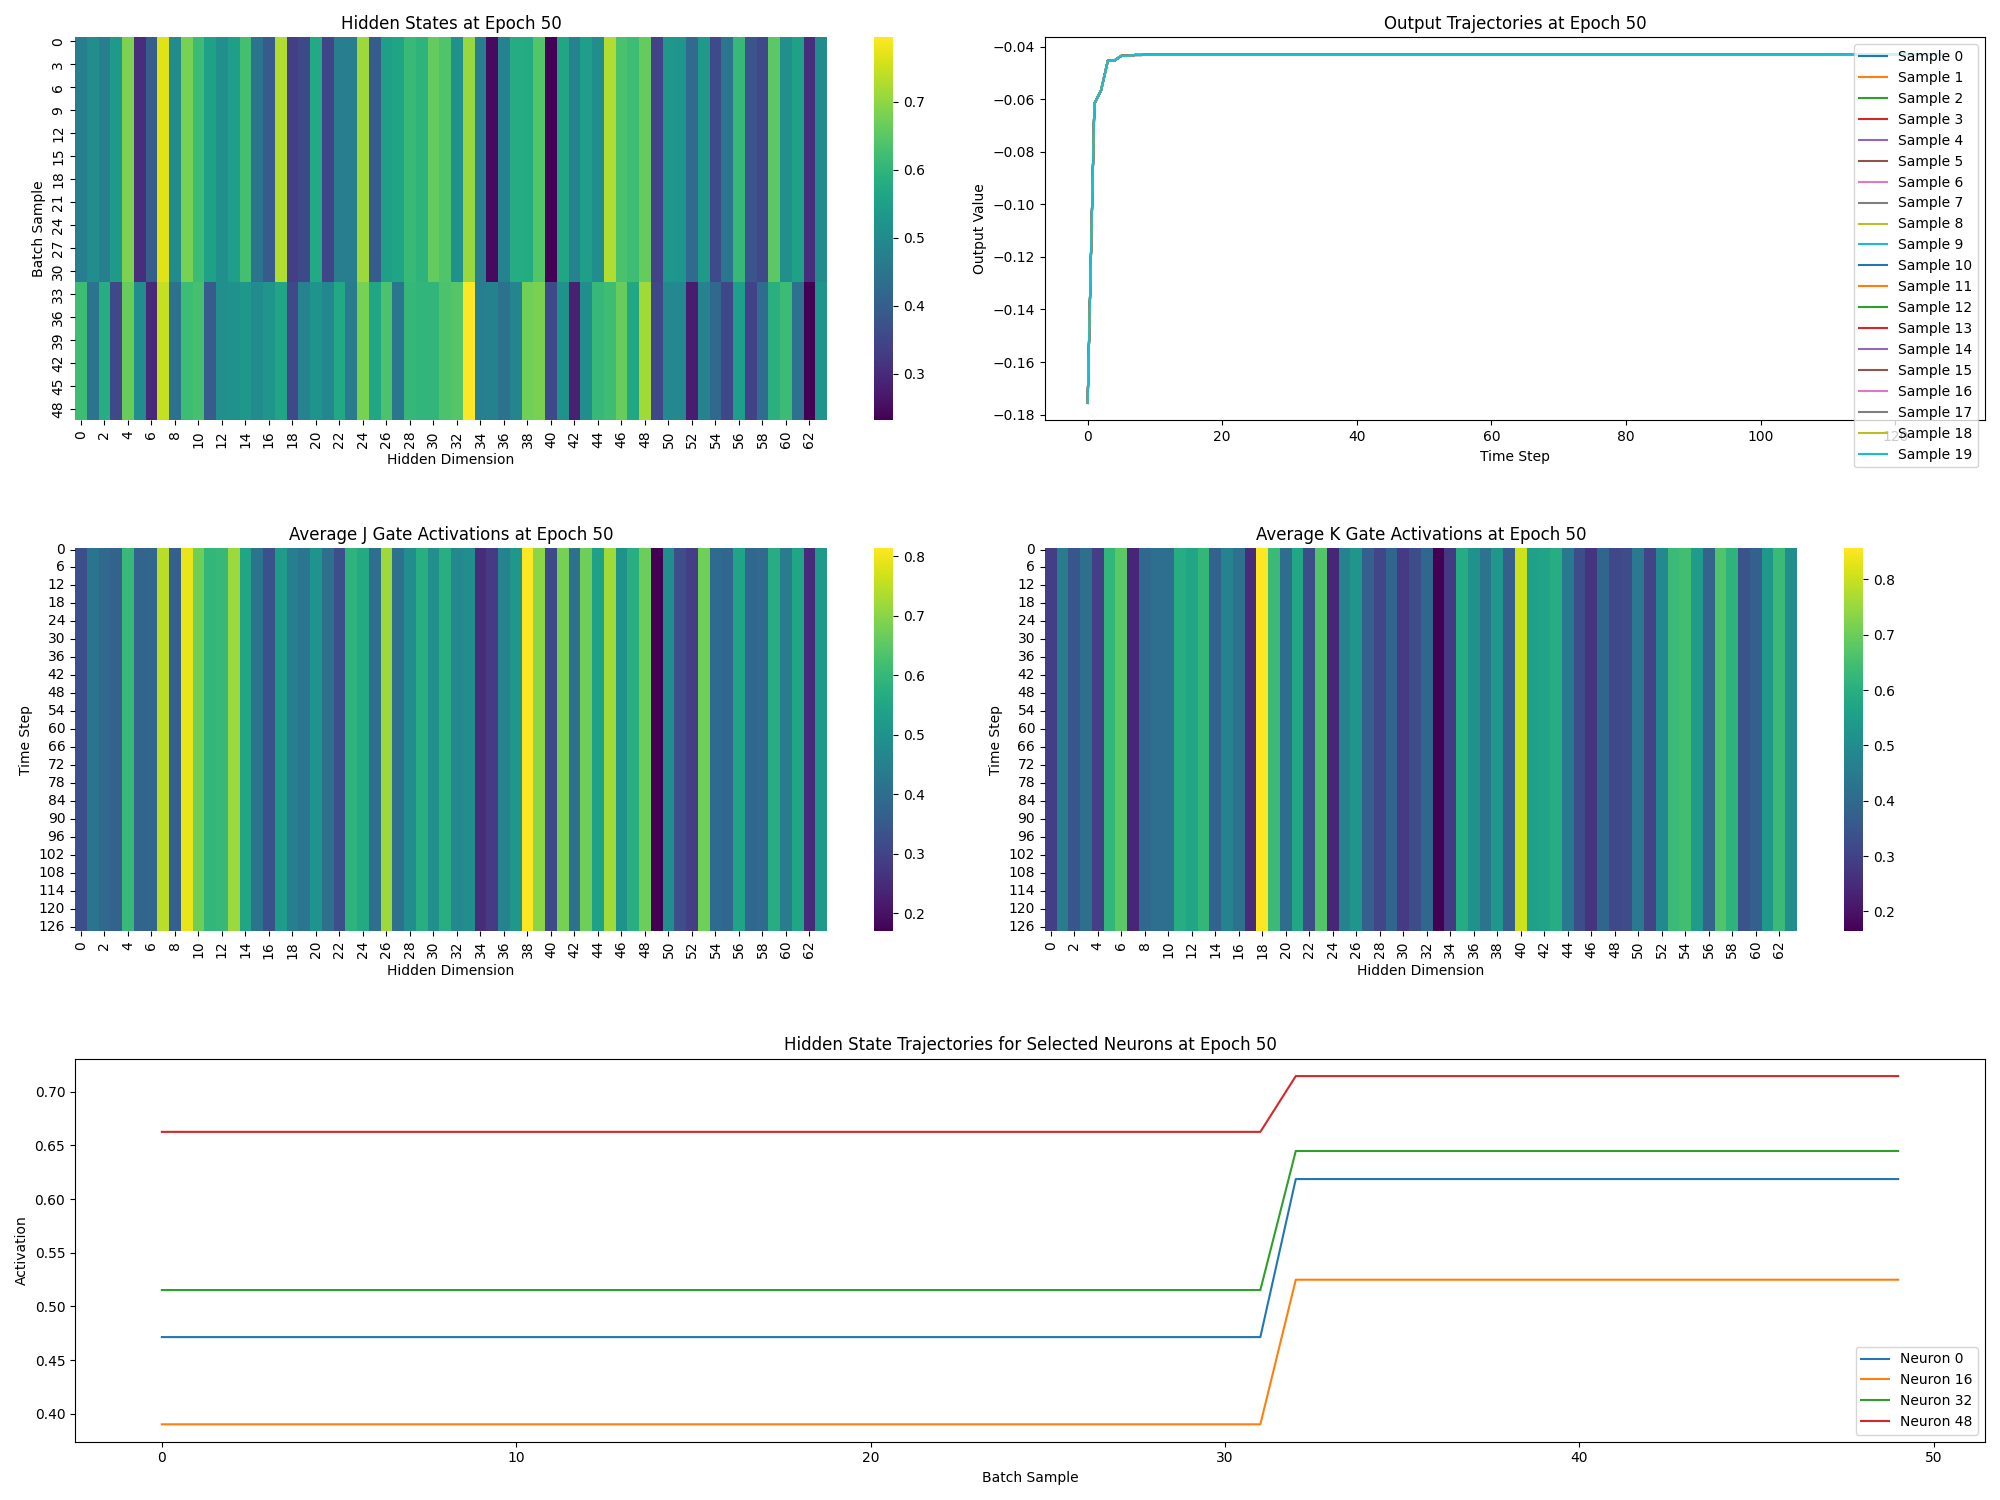 Hidden States at Epoch 50
Batch Sample
0
3
6
9
12
15
18
21
24
27
30
33
36
39
42
45
48
0 2 4 6 8 10 12 14 16 18 20 22 24 26 28 30 32 34 36 38 40 42 44 46 48 50 52 54 56 58 60 62
Hidden Dimension
0.7
0.6
0.5
0.4
0.3
Output Trajectories at Epoch 50
Output Value
−0.04
−0.06
−0.08
−0.10
−0.12
−0.14
−0.16
−0.18
0 20 40 60 80 100 120
Time Step
Sample 0
Sample 1
Sample 2
Sample 3
Sample 4
Sample 5
Sample 6
Sample 7
Sample 8
Sample 9
Sample 10
Sample 11
Sample 12
Sample 13
Sample 14
Sample 15
Sample 16
Sample 17
Sample 18
Sample 19
Average J Gate Activations at Epoch 50
Time Step
0
6
12
18
24
30
36
42
48
54
60
66
72
78
84
90
96
102
108
114
120
126
0 2 4 6 8 10 12 14 16 18 20 22 24 26 28 30 32 34 36 38 40 42 44 46 48 50 52 54 56 58 60 62
Hidden Dimension
0.8
0.7
0.6
0.5
0.4
0.3
0.2
Average K Gate Activations at Epoch 50
Time Step
0
6
12
18
24
30
36
42
48
54
60
66
72
78
84
90
96
102
108
114
120
126
0 2 4 6 8 10 12 14 16 18 20 22 24 26 28 30 32 34 36 38 40 42 44 46 48 50 52 54 56 58 60 62
Hidden Dimension
0.8
0.7
0.6
0.5
0.4
0.3
0.2
Hidden State Trajectories for Selected Neurons at Epoch 50
Activation
0.70
0.65
0.60
0.55
0.50
0.45
0.40
0 10 20 30 40 50
Batch Sample
Neuron 0
Neuron 16
Neuron 32
Neuron 48